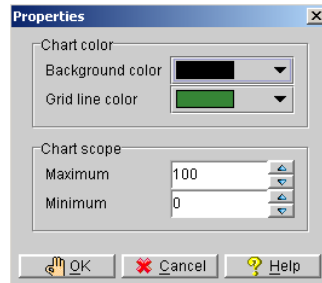 Properties
Chart color
Background color
Grid line color
Chart scope
Maximum 100
Minimum 0
OK Cancel Help